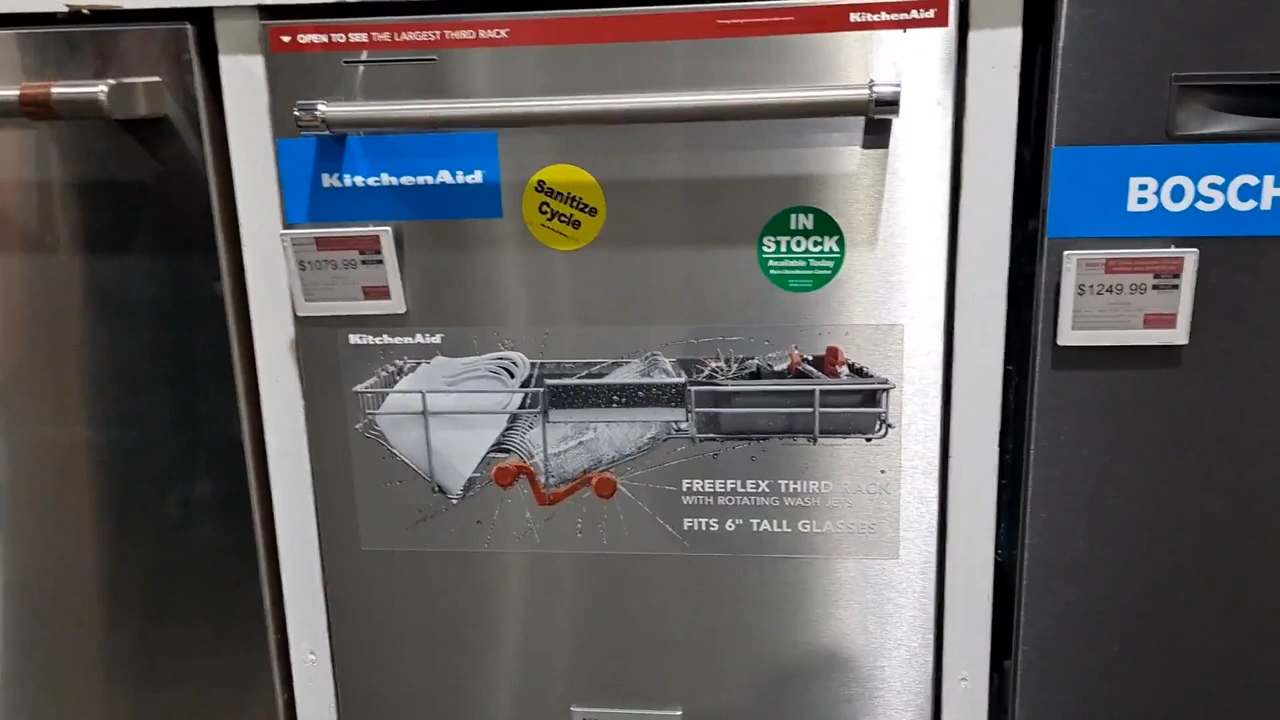 OPEN TO SEE THE LARGEST THIRD RACK
KitchenAid
KitchenAid
Sanitize
Cycle
IN
STOCK
Available Today
BOSCH
$1079.99
$1249.99
KitchenAid
FREEFLEX THIRD RACK
WITH ROTATING WASH JETS
FITS 6" TALL GLASSES